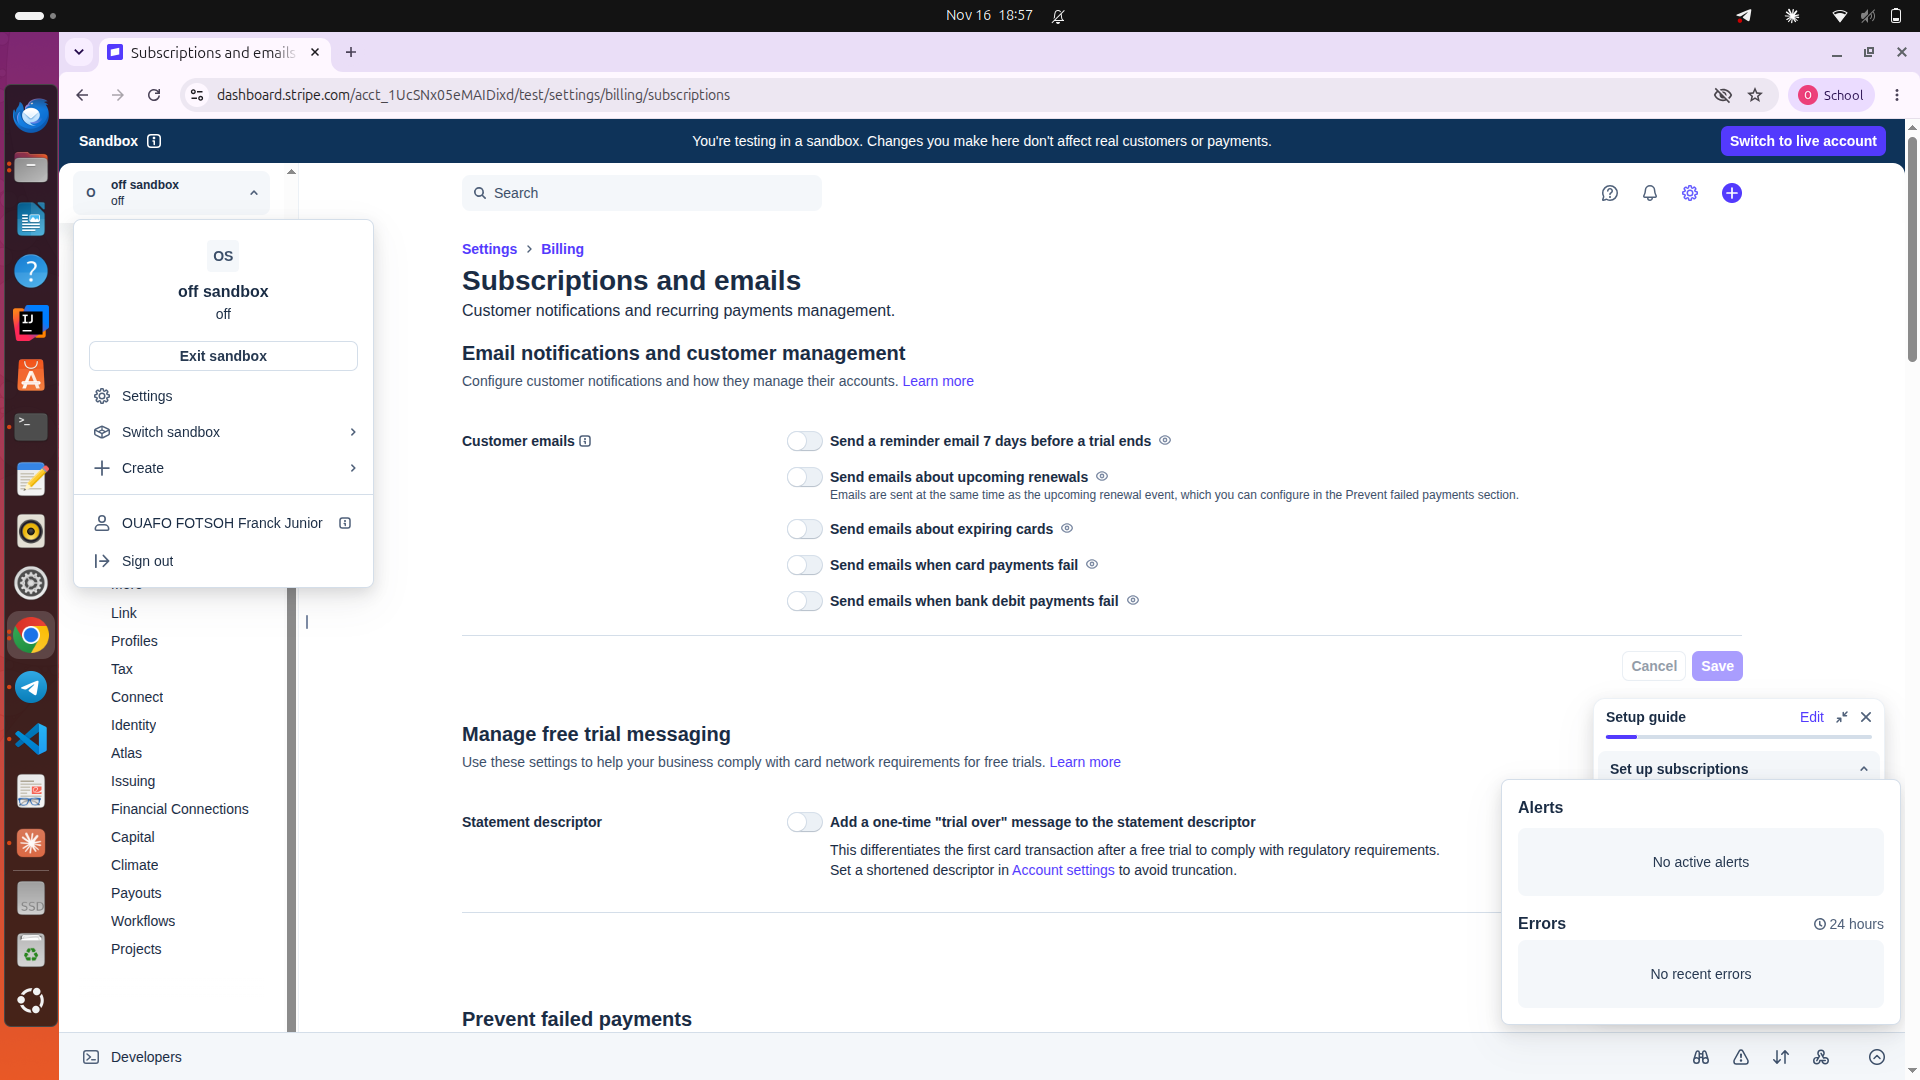 Nov 16 18:57
Subscriptions and emails
dashboard.stripe.com/acct_1UcSNx05eMAIDixd/test/settings/billing/subscriptions
O
School
Sandbox
You're testing in a sandbox. Changes you make here don't affect real customers or payments.
Switch to live account
O
off sandbox
off
Search
OS
off sandbox
off
Exit sandbox
Settings
Switch sandbox
Create
OUAFO FOTSOH Franck Junior
Sign out
Link
Profiles
Tax
Connect
Identity
Atlas
Issuing
Financial Connections
Capital
Climate
Payouts
Workflows
Projects
Settings
Billing
Subscriptions and emails
Customer notifications and recurring payments management.
Email notifications and customer management
Configure customer notifications and how they manage their accounts. Learn more
Customer emails
Send a reminder email 7 days before a trial ends
Send emails about upcoming renewals
Emails are sent at the same time as the upcoming renewal event, which you can configure in the Prevent failed payments section.
Send emails about expiring cards
Send emails when card payments fail
Send emails when bank debit payments fail
Cancel
Save
Manage free trial messaging
Use these settings to help your business comply with card network requirements for free trials. Learn more
Statement descriptor
Add a one-time "trial over" message to the statement descriptor
This differentiates the first card transaction after a free trial to comply with regulatory requirements.
Set a shortened descriptor in Account settings to avoid truncation.
Prevent failed payments
Setup guide
Edit
Set up subscriptions
Alerts
No active alerts
Errors
24 hours
No recent errors
Developers
IJ
SSD